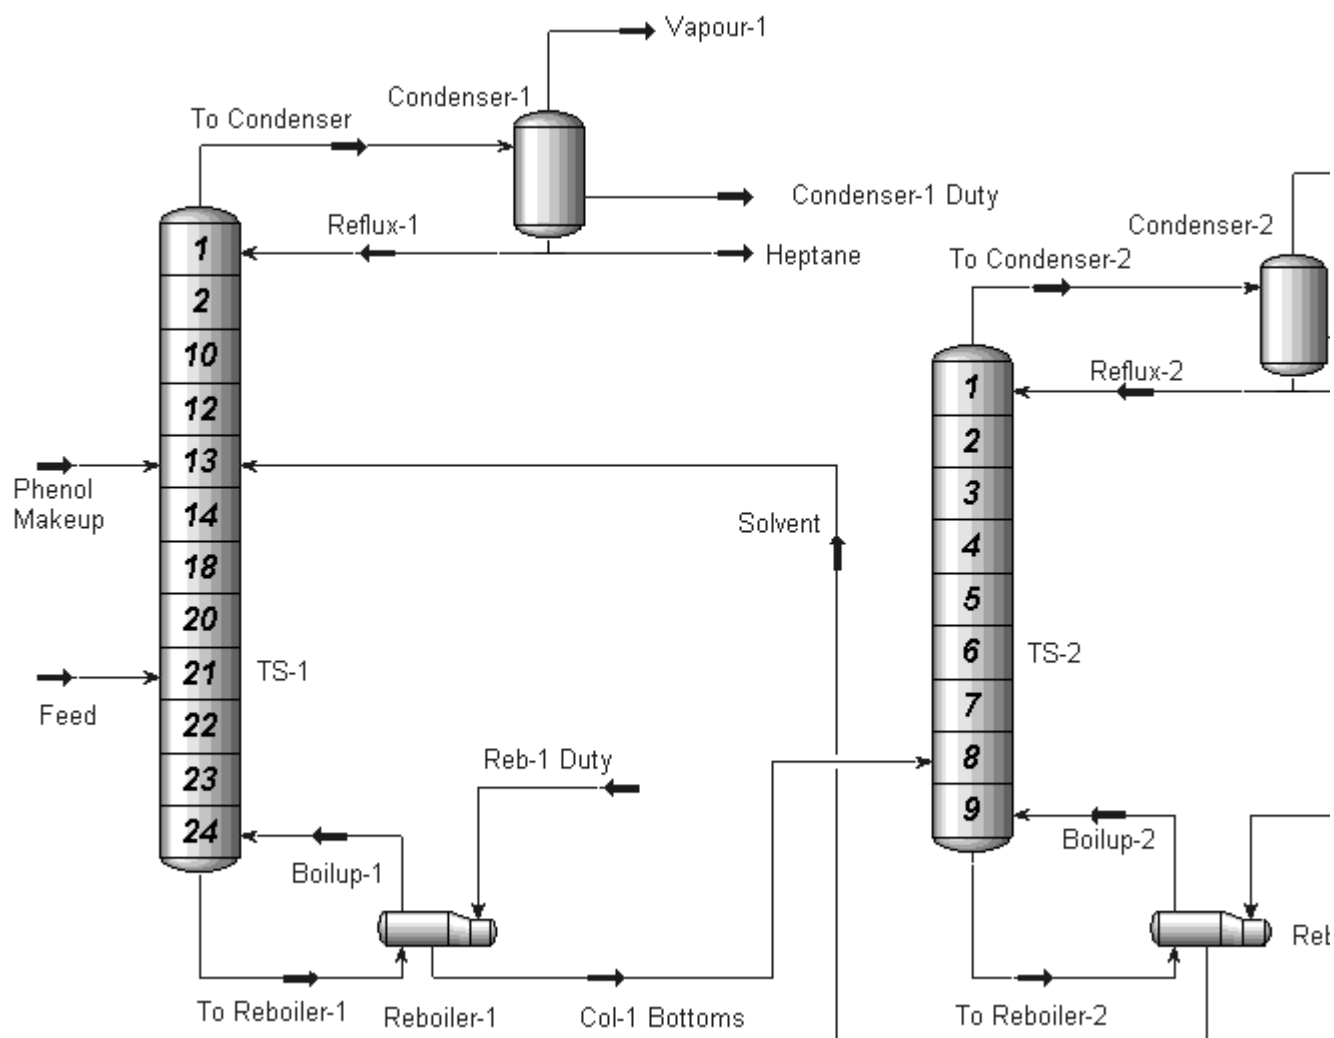 Vapour-1
Condenser-1
To Condenser
Condenser-1 Duty
Reflux-1
Heptane
Condenser-2
To Condenser-2
Reflux-2
1
2
10
12
13
14
18
20
21
22
23
24
TS-1
Phenol
Makeup
Feed
Solvent
Reb-1 Duty
Boilup-1
To Reboiler-1
Reboiler-1
Col-1 Bottoms
1
2
3
4
5
6
7
8
9
TS-2
Boilup-2
To Reboiler-2
Reb